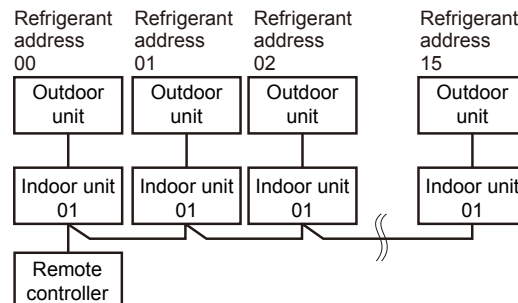 Refrigerant
address
00
Refrigerant
address
01
Refrigerant
address
02
Refrigerant
address
15
Outdoor
unit
Outdoor
unit
Outdoor
unit
Outdoor
unit
Indoor unit
01
Indoor unit
01
Indoor unit
01
Indoor unit
01
Remote
controller